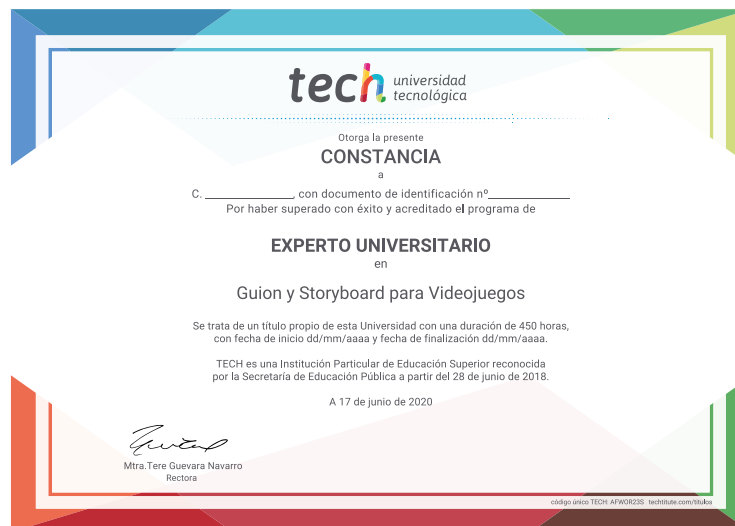 tech universidad
tecnológica
Otorga la presente
CONSTANCIA
a
C. ______________, con documento de identificación nº______________
Por haber superado con éxito y acreditado el programa de
EXPERTO UNIVERSITARIO
en
Guion y Storyboard para Videojuegos
Se trata de un título propio de esta Universidad con una duración de 450 horas,
con fecha de inicio dd/mm/aaaa y fecha de finalización dd/mm/aaaa.
TECH es una Institución Particular de Educación Superior reconocida
por la Secretaría de Educación Pública a partir del 28 de junio de 2018.
A 17 de junio de 2020
Mtra.Tere Guevara Navarro
Rectora
código único TECH: AFWOR23S techtitute.com/titulos